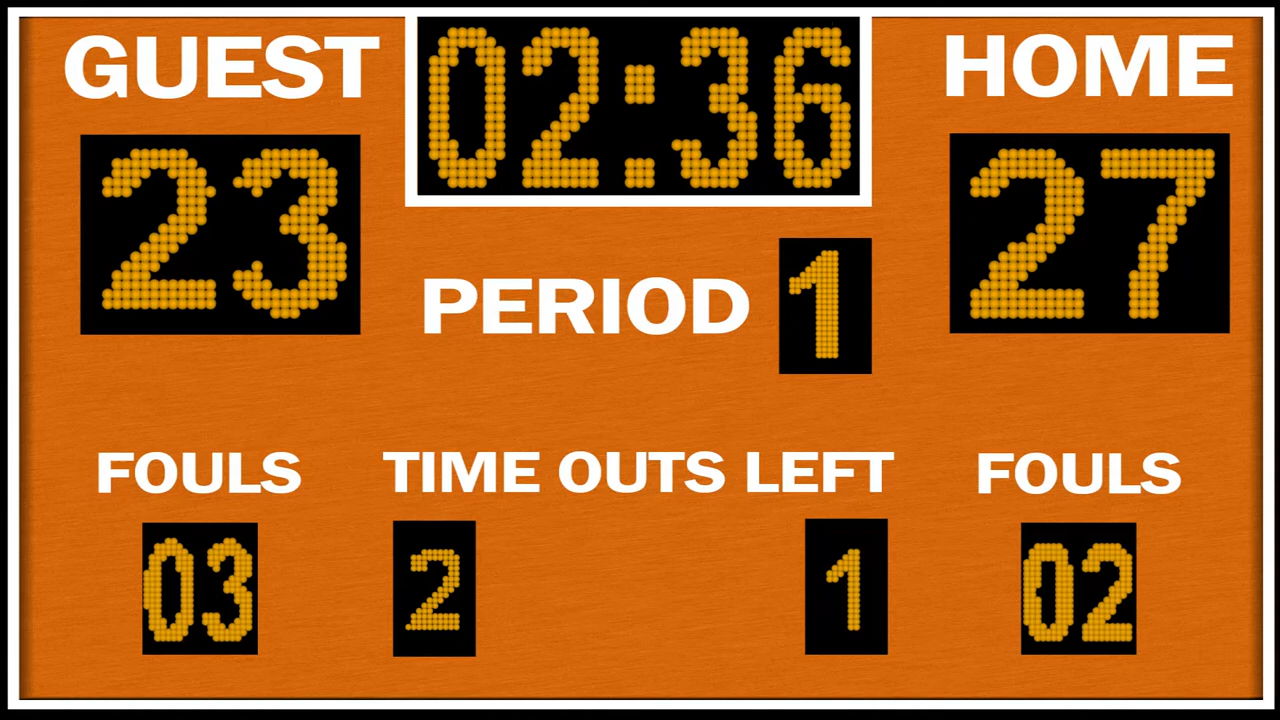 GUEST 02:36 HOME
23 27
PERIOD 1
FOULS TIME OUTS LEFT FOULS
03 2 1 02